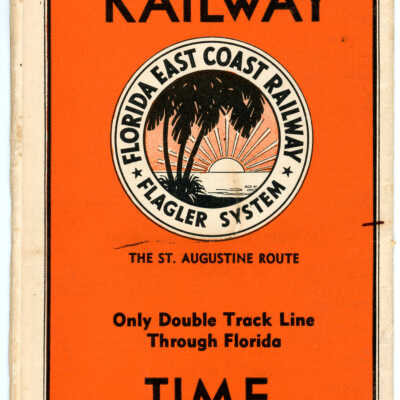 RAILWAY
FLORIDA EAST COAST RAILWAY
★ FLAGLER SYSTEM ★
THE ST. AUGUSTINE ROUTE
Only Double Track Line
Through Florida
TIME